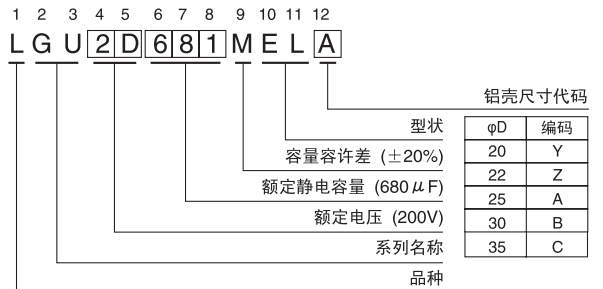 1 2 3 4 5 6 7 8 9 10 11 12
L G U 2 D 6 8 1 M E L A
铝壳尺寸代码
型状
容量容许差 (±20%)
额定静电容量 (680μF)
额定电压 (200V)
系列名称
品种
φD 编码
20 Y
22 Z
25 A
30 B
35 C